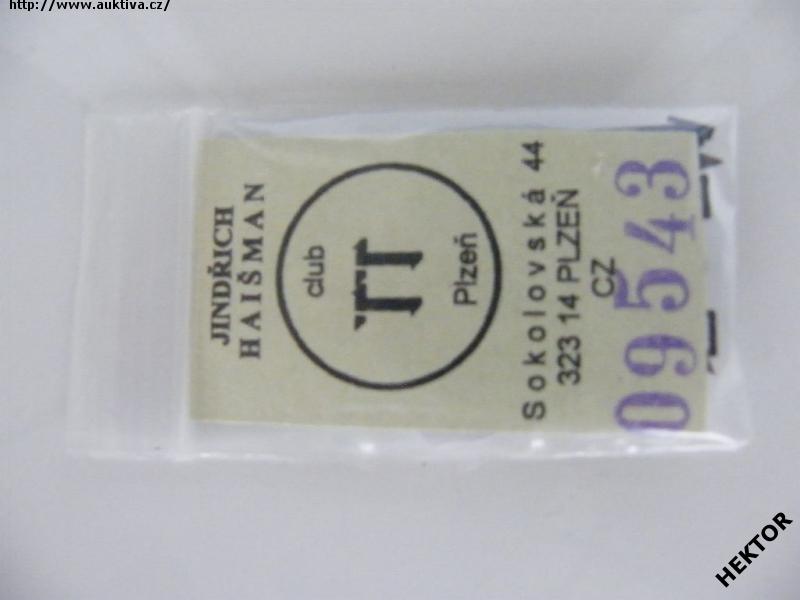 http://www.auktiva.cz/
JINDŘICH
HAIŠMAN
club
TT
Plzeň
Sokolovská 44
323 14 PLZEŇ
CZ
09543
HEKTOR